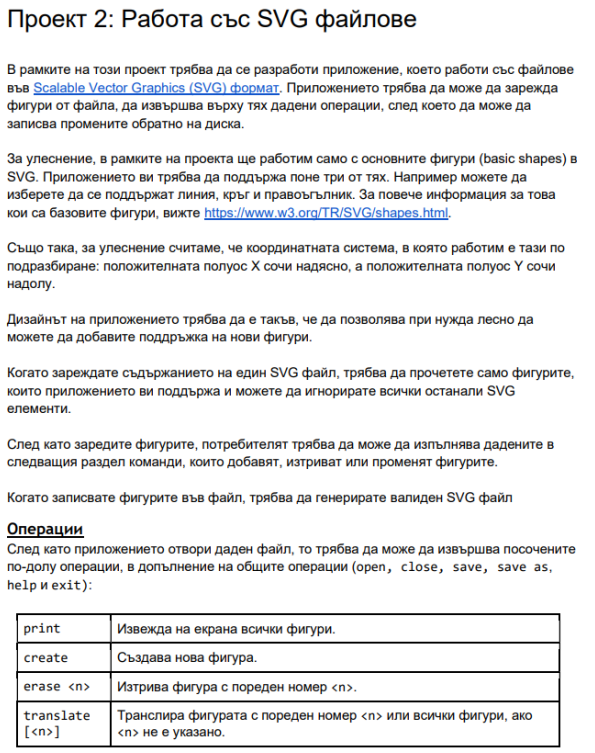 Проект 2: Работа със SVG файлове
В рамките на този проект трябва да се разработи приложение, което работи със файлове
във Scalable Vector Graphics (SVG) формат. Приложението трябва да може да зарежда
фигури от файла, да извършва върху тях дадени операции, след което да може да
записва промените обратно на диска.
За улеснение, в рамките на проекта ще работим само с основните фигури (basic shapes) в
SVG. Приложението ви трябва да поддържа поне три от тях. Например можете да
изберете да се поддържат линия, кръг и правоъгълник. За повече информация за това
кои са базовите фигури, вижте https://www.w3.org/TR/SVG/shapes.html.
Също така, за улеснение считаме, че координатната система, в която работим е тази по
подразбиране: положителната полуос X сочи надясно, а положителната полуос Y сочи
надолу.
Дизайнът на приложението трябва да е такъв, че да позволява при нужда лесно да
можете да добавите поддръжка на нови фигури.
Когато зареждате съдържанието на един SVG файл, трябва да прочетете само фигурите,
които приложението ви поддържа и можете да игнорирате всички останали SVG
елементи.
След като заредите фигурите, потребителят трябва да може да изпълнява дадените в
следващия раздел команди, които добавят, изтриват или променят фигурите.
Когато записвате фигурите във файл, трябва да генерирате валиден SVG файл
Операции
След като приложението отвори даден файл, то трябва да може да извършва посочените
по-долу операции, в допълнение на общите операции (open, close, save, save as,
help и exit):
print Извежда на екрана всички фигури.
create Създава нова фигура.
erase <n> Изтрива фигура с пореден номер <n>.
translate Транслира фигурата с пореден номер <n> или всички фигури, ако
[<n>] <n> не е указано.